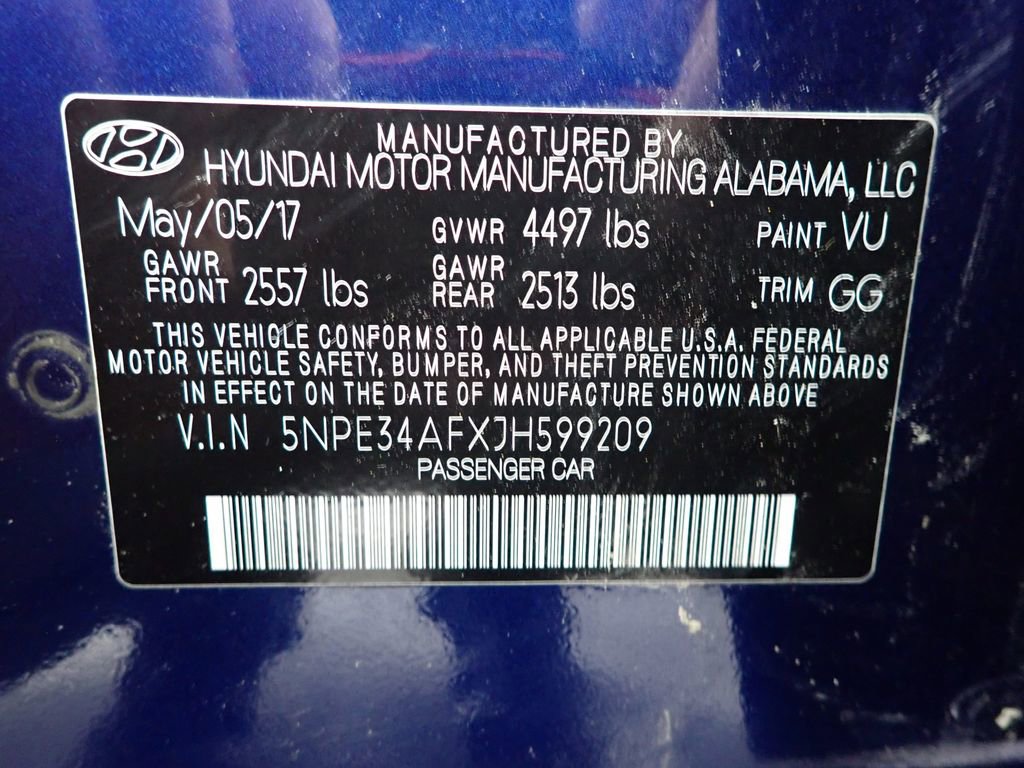 MANUFACTURED BY
HYUNDAI MOTOR MANUFACTURING ALABAMA, LLC
May/05/17 GVWR 4497 lbs PAINT VU
GAWR FRONT 2557 lbs GAWR REAR 2513 lbs TRIM GG
THIS VEHICLE CONFORMS TO ALL APPLICABLE U.S.A. FEDERAL
MOTOR VEHICLE SAFETY, BUMPER, AND THEFT PREVENTION STANDARDS
IN EFFECT ON THE DATE OF MANUFACTURE SHOWN ABOVE
V.I.N 5NPE34AFXJH599209
PASSENGER CAR